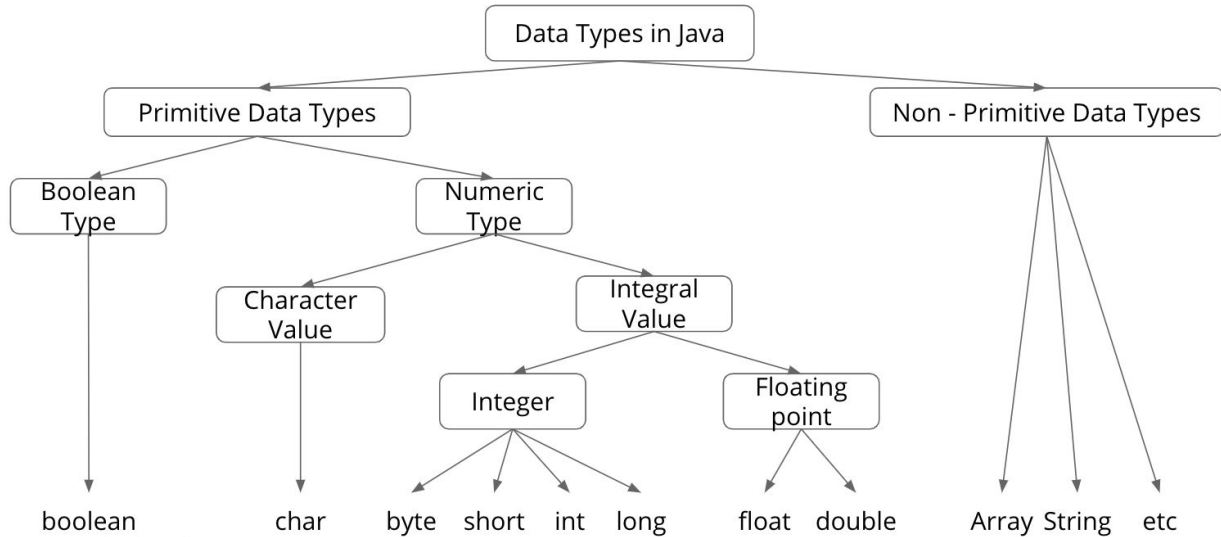 Data Types in Java
Primitive Data Types
Non - Primitive Data Types
Boolean
Type
Numeric
Type
Character
Value
Integral
Value
Integer
Floating
point
boolean
char
byte
short
int
long
float
double
Array
String
etc